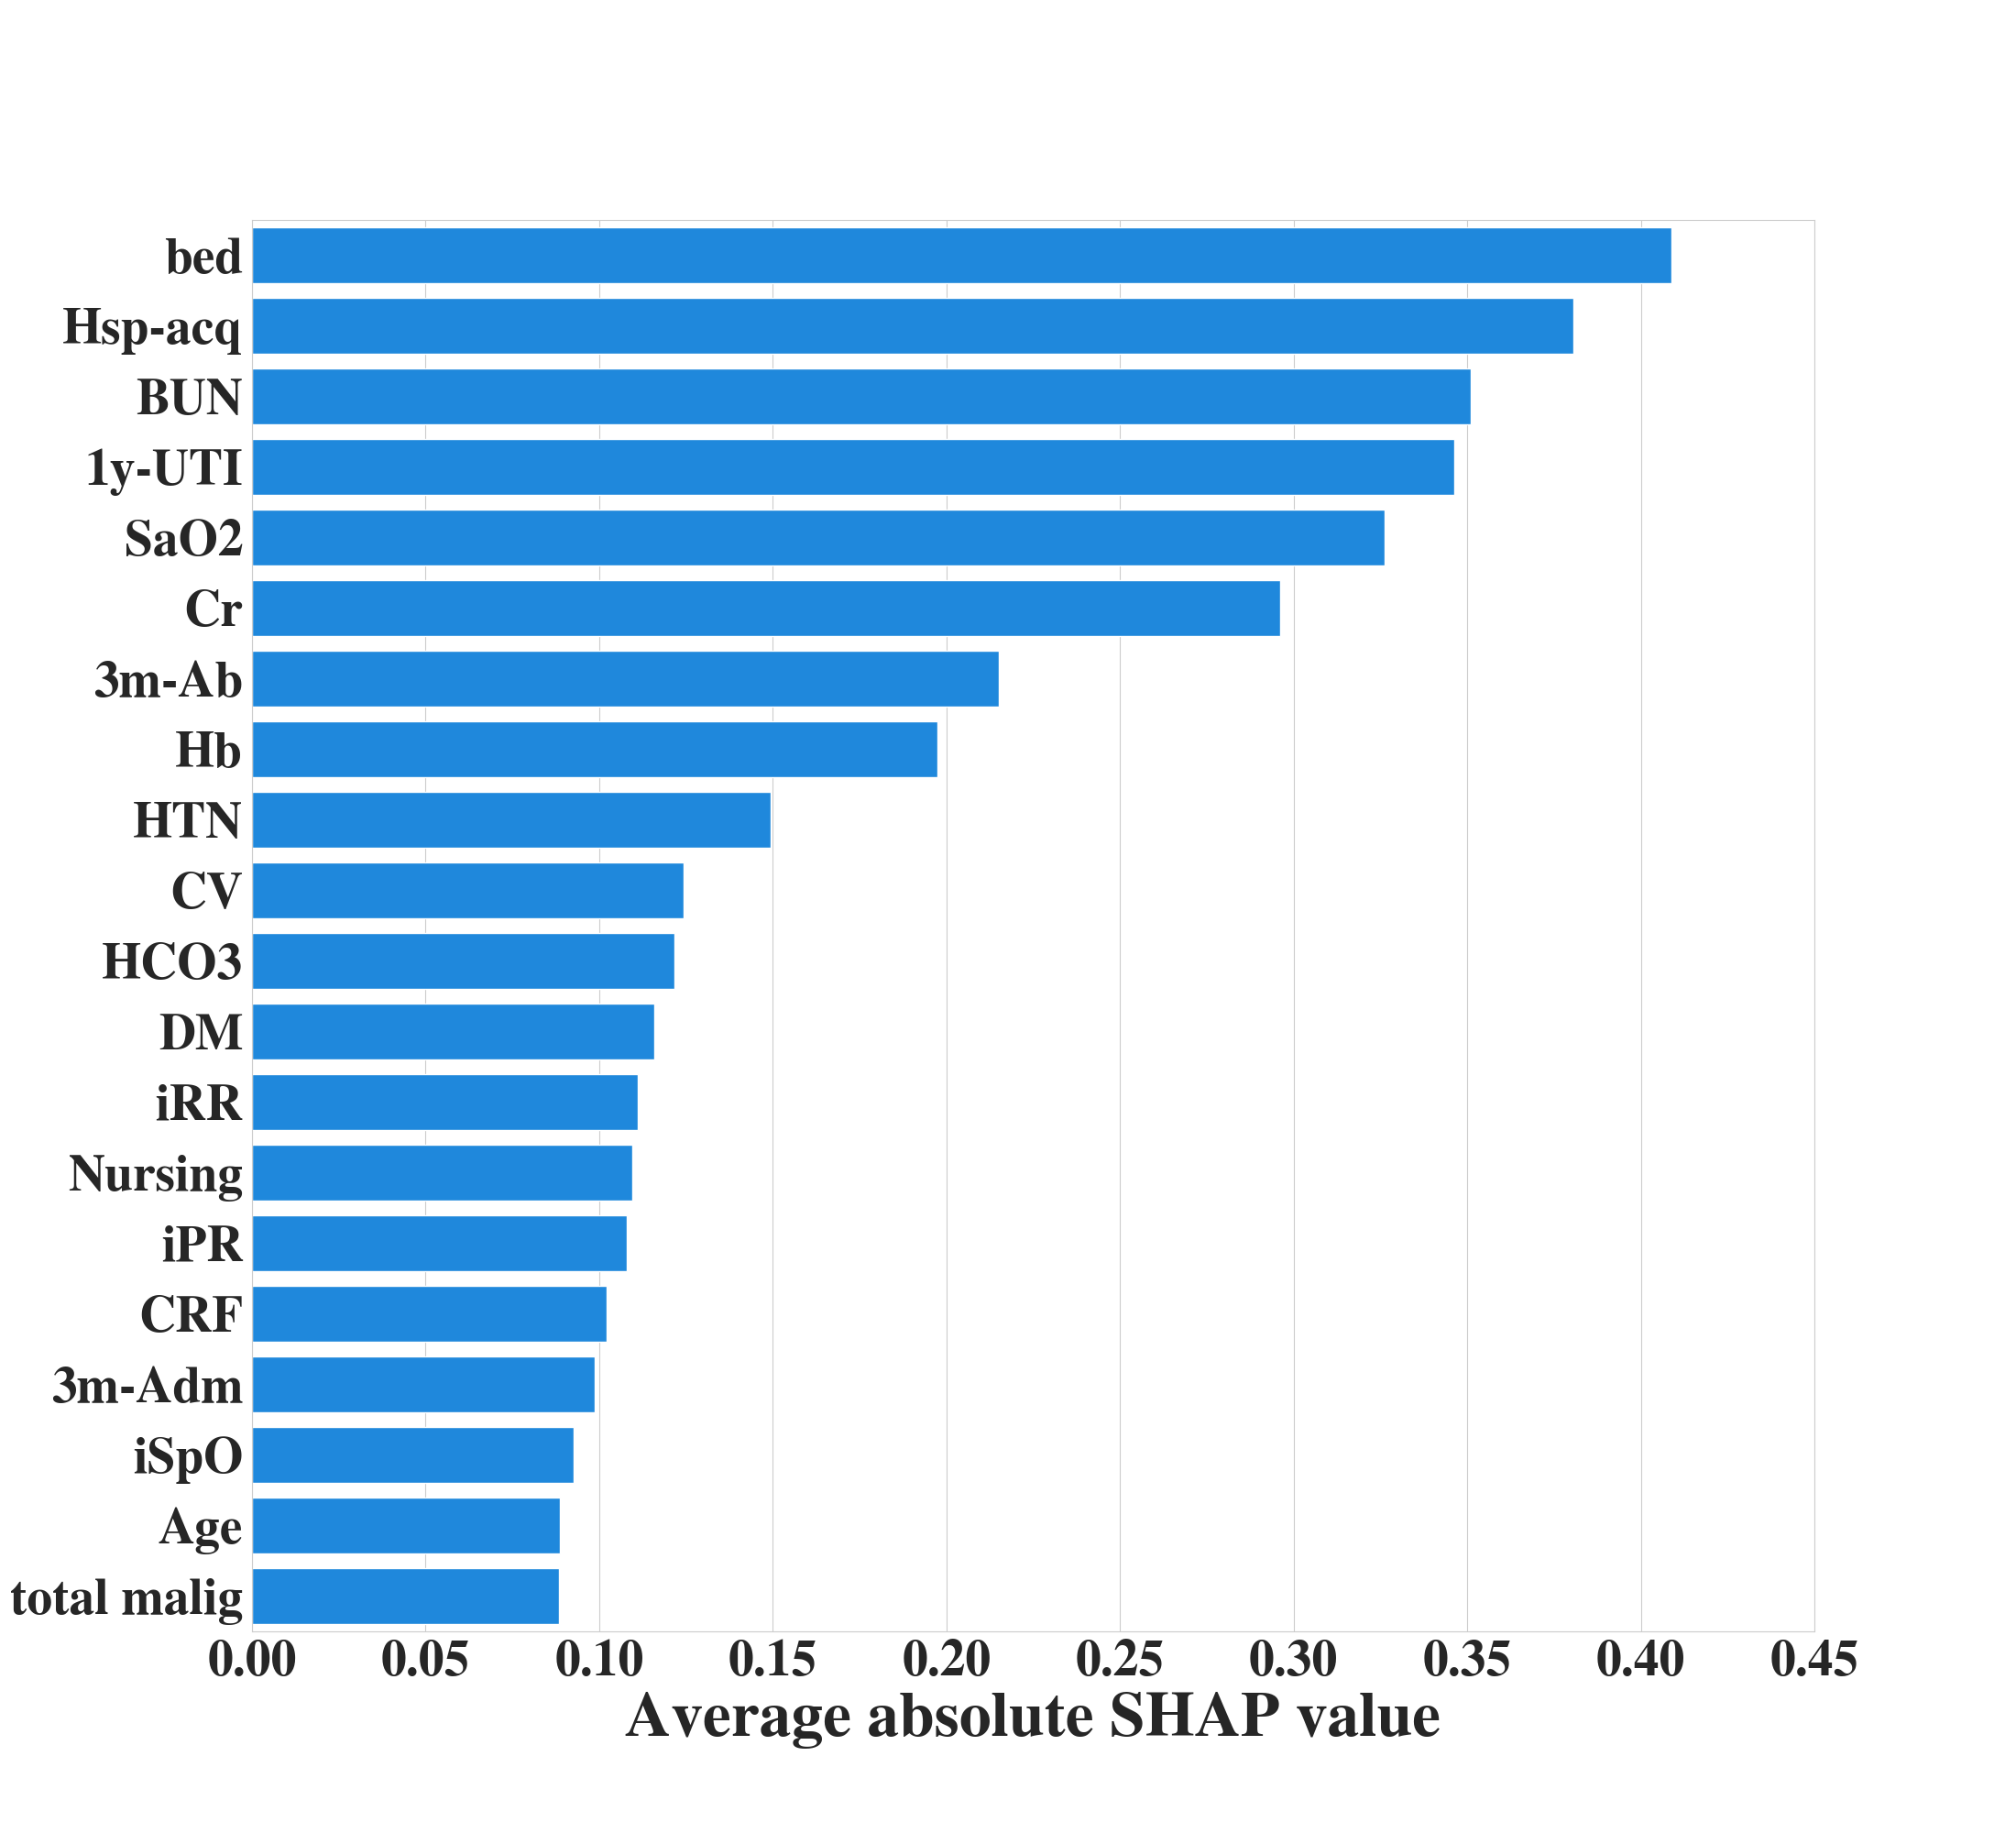 bed
Hsp-acq
BUN
1y-UTI
SaO2
Cr
3m-Ab
Hb
HTN
CV
HCO3
DM
iRR
Nursing
iPR
CRF
3m-Adm
iSpO
Age
total malig
0.00 0.05 0.10 0.15 0.20 0.25 0.30 0.35 0.40 0.45
Average absolute SHAP value